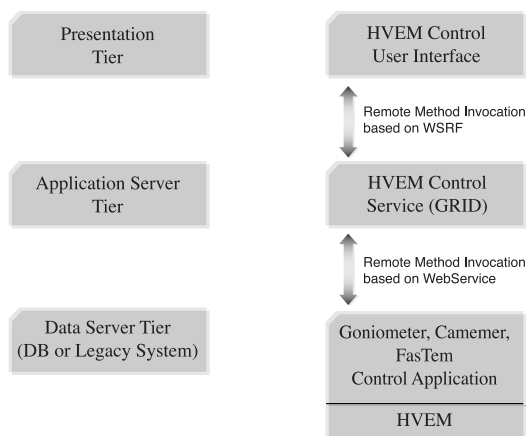 Presentation
Tier
HVEM Control
User Interface
Remote Method Invocation
based on WSRF
Application Server
Tier
HVEM Control
Service (GRID)
Remote Method Invocation
based on WebService
Data Server Tier
(DB or Legacy System)
Goniometer, Camemer,
FasTem
Control Application
HVEM